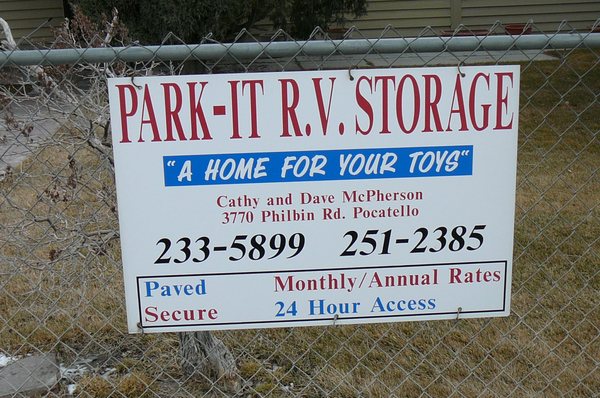 PARK-IT R.V. STORAGE
"A HOME FOR YOUR TOYS"
Cathy and Dave McPherson
3770 Philbin Rd. Pocatello
233-5899 251-2385
Paved Monthly/Annual Rates
Secure 24 Hour Access